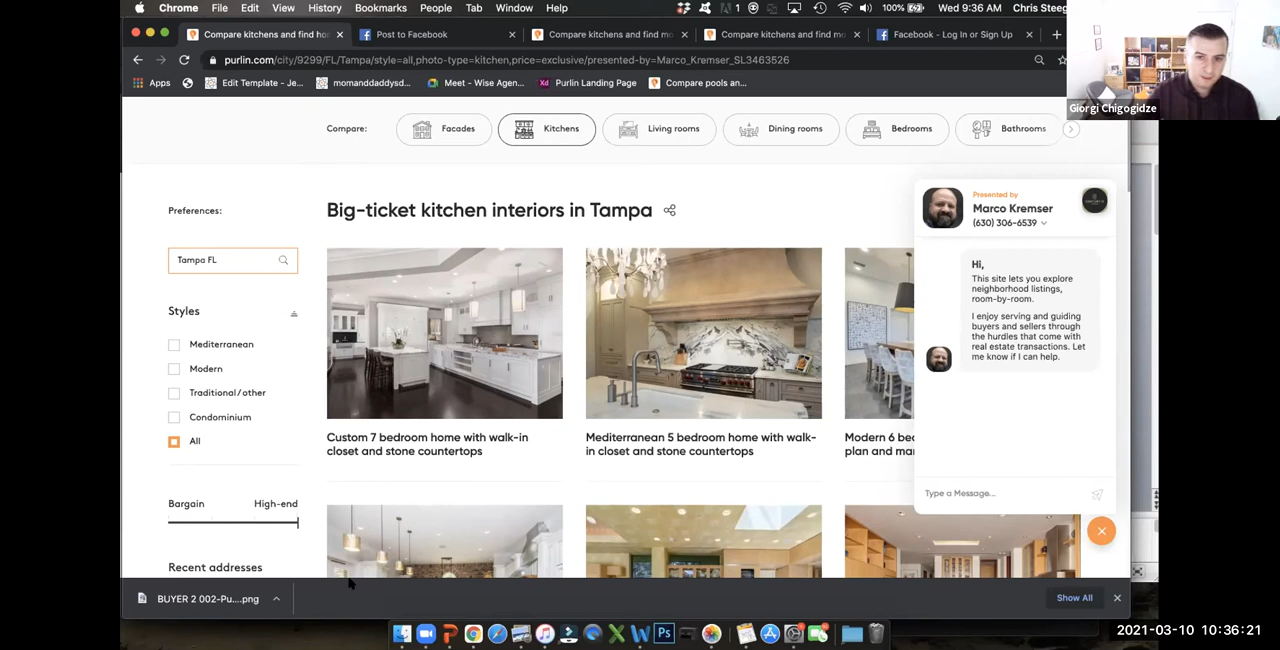 Chrome File Edit View History Bookmarks People Tab Window Help 1 100% Wed 9:36 AM Chris Steeg
Compare kitchens and find hom Post to Facebook Compare kitchens and find mo Compare kitchens and find mo Facebook - Log In or Sign Up
purlin.com/city/9299/FL/Tampa/style=all,photo-type=kitchen,price=exclusive/presented-by=Marco_Kremser_SL3463526
Apps Edit Template - Je... momanddaddysd... Meet - Wise Agen... Purlin Landing Page Compare pools an...
Giorgi Chigogidze
Compare: Facades Kitchens Living rooms Dining rooms Bedrooms Bathrooms
Preferences:
Big-ticket kitchen interiors in Tampa
Tampa FL
Styles
Mediterranean
Modern
Traditional/other
Condominium
All
Bargain High-end
Recent addresses
Custom 7 bedroom home with walk-in
closet and stone countertops
Mediterranean 5 bedroom home with walk-
in closet and stone countertops
Modern 6 bed
plan and mar
Presented by
Marco Kremser
(630) 306-6539
Hi,
This site lets you explore
neighborhood listings,
room-by-room.
I enjoy serving and guiding
buyers and sellers through
the hurdles that come with
real estate transactions. Let
me know if I can help.
Type a Message...
BUYER 2 002-Pu....png Show All
2021-03-10 10:36:21